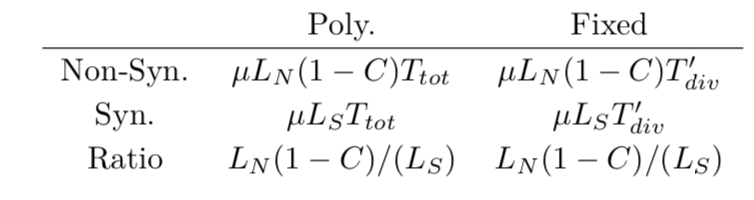 Poly. Fixed
Non-Syn. μL_N(1 − C)T_tot μL_N(1 − C)T′_div
Syn. μL_S T_tot μL_S T′_div
Ratio L_N(1 − C)/(L_S) L_N(1 − C)/(L_S)